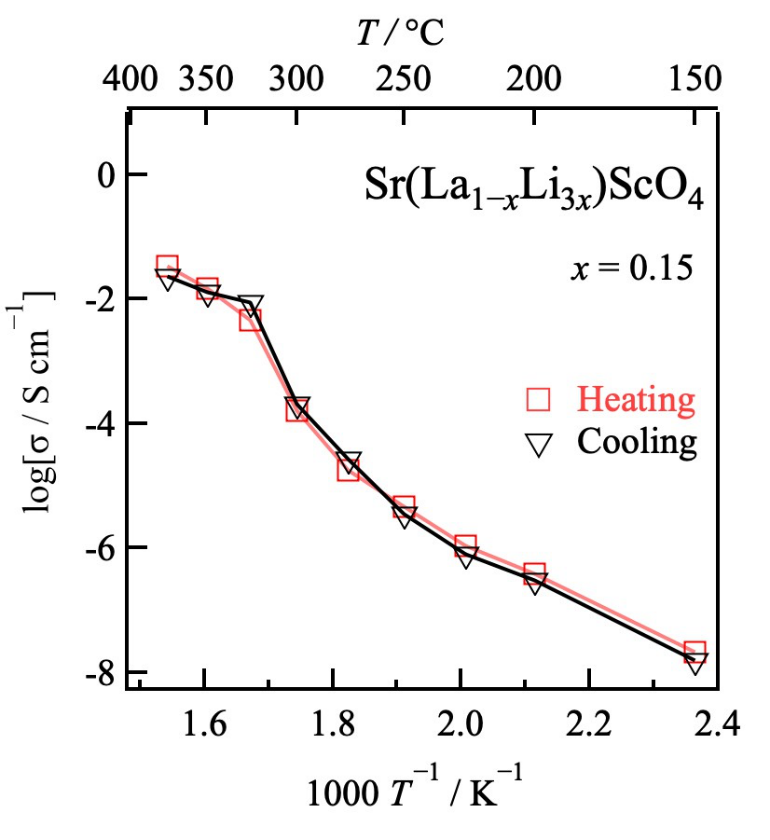 T / °C
400 350 300 250 200 150
Sr(La₁₋ₓLi₃ₓ)ScO₄
x = 0.15
Heating
Cooling
log[σ / S cm⁻¹]
0
-2
-4
-6
-8
1.6 1.8 2.0 2.2 2.4
1000 T⁻¹ / K⁻¹